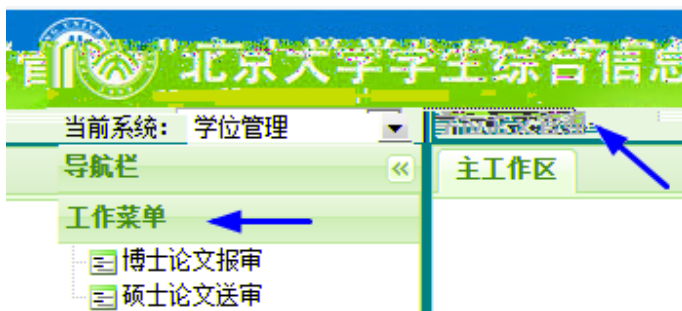 北京大学学生综合信息
当前系统： 学位管理
导航栏
主工作区
工作菜单
博士论文报审
硕士论文送审